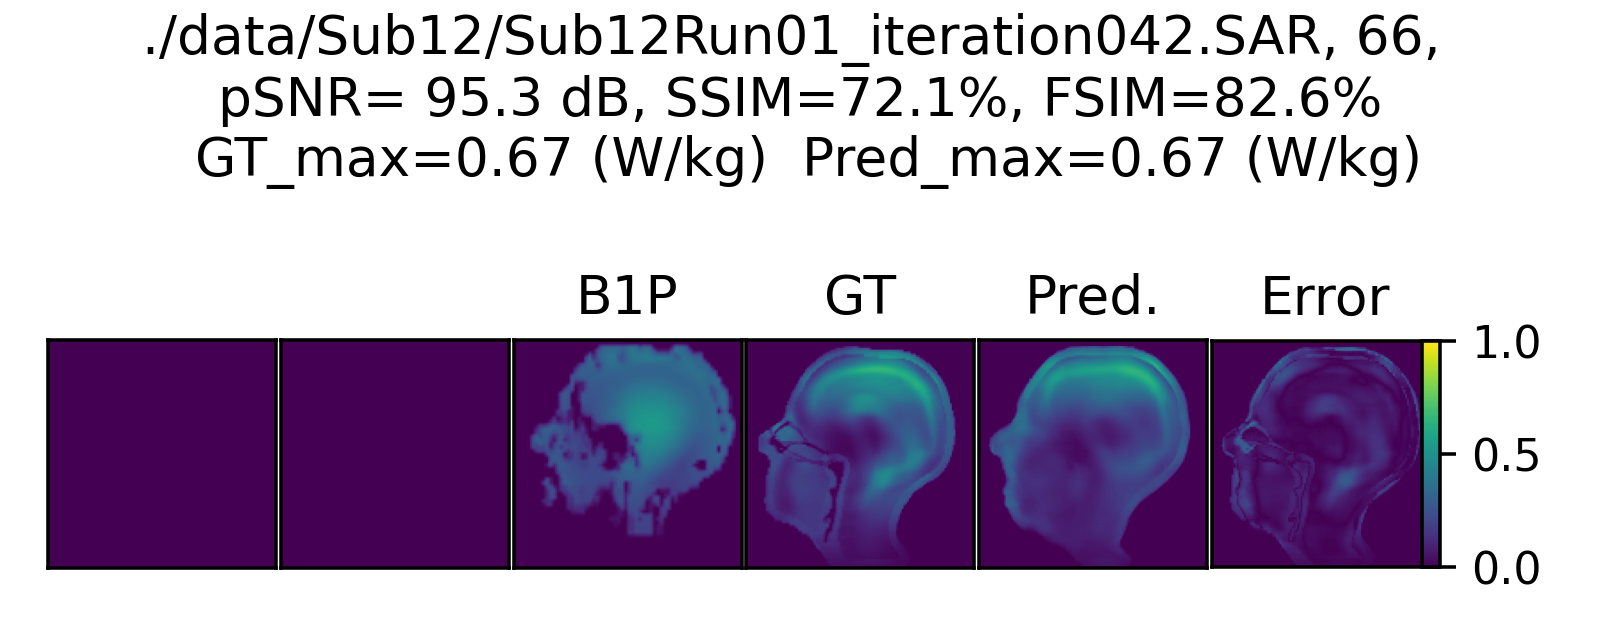 ./data/Sub12/Sub12Run01_iteration042.SAR, 66,
pSNR= 95.3 dB, SSIM=72.1%, FSIM=82.6%
GT_max=0.67 (W/kg)  Pred_max=0.67 (W/kg)
B1P GT Pred. Error
1.0
0.5
0.0